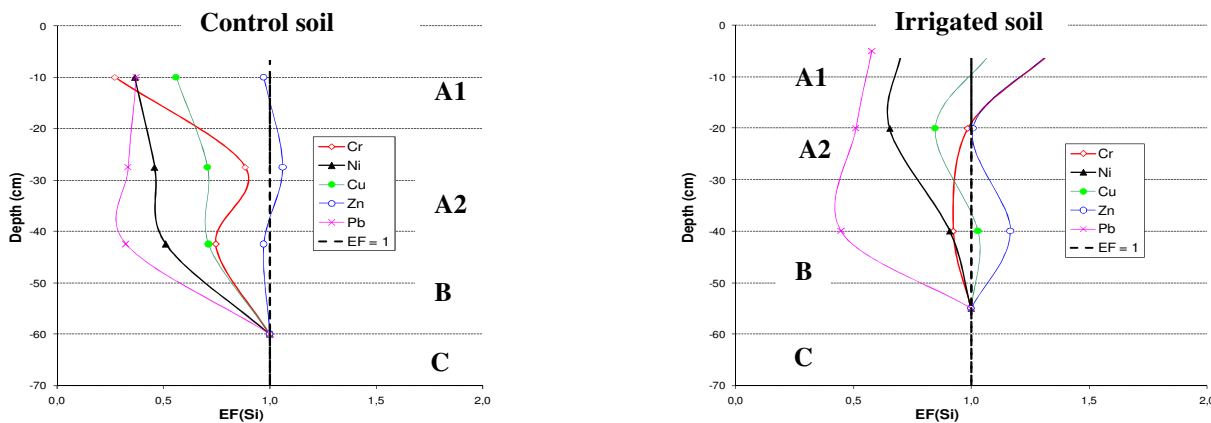 Control soil
0
-10
-20
-30
-40
-50
-60
-70
Depth (cm)
0,0 0,5 1,0 1,5 2,0
EF(Si)
A1
A2
B
C
Cr
Ni
Cu
Zn
Pb
EF = 1
Irrigated soil
0
-10
-20
-30
-40
-50
-60
-70
Depth (cm)
0,0 0,5 1,0 1,5 2,0
EF(Si)
A1
A2
B
C
Cr
Ni
Cu
Zn
Pb
EF = 1